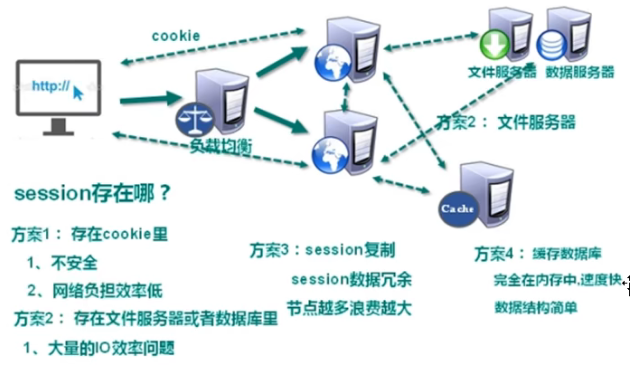 cookie
http://
负载均衡
文件服务器 数据服务器
方案2： 文件服务器
Cache
session存在哪？
方案1： 存在cookie里
1、不安全
2、网络负担效率低
方案2： 存在文件服务器或者数据库里
1、大量的IO效率问题
方案3：session复制
session数据冗余
节点越多浪费越大
方案4： 缓存数据库
完全在内存中,速度快
数据结构简单